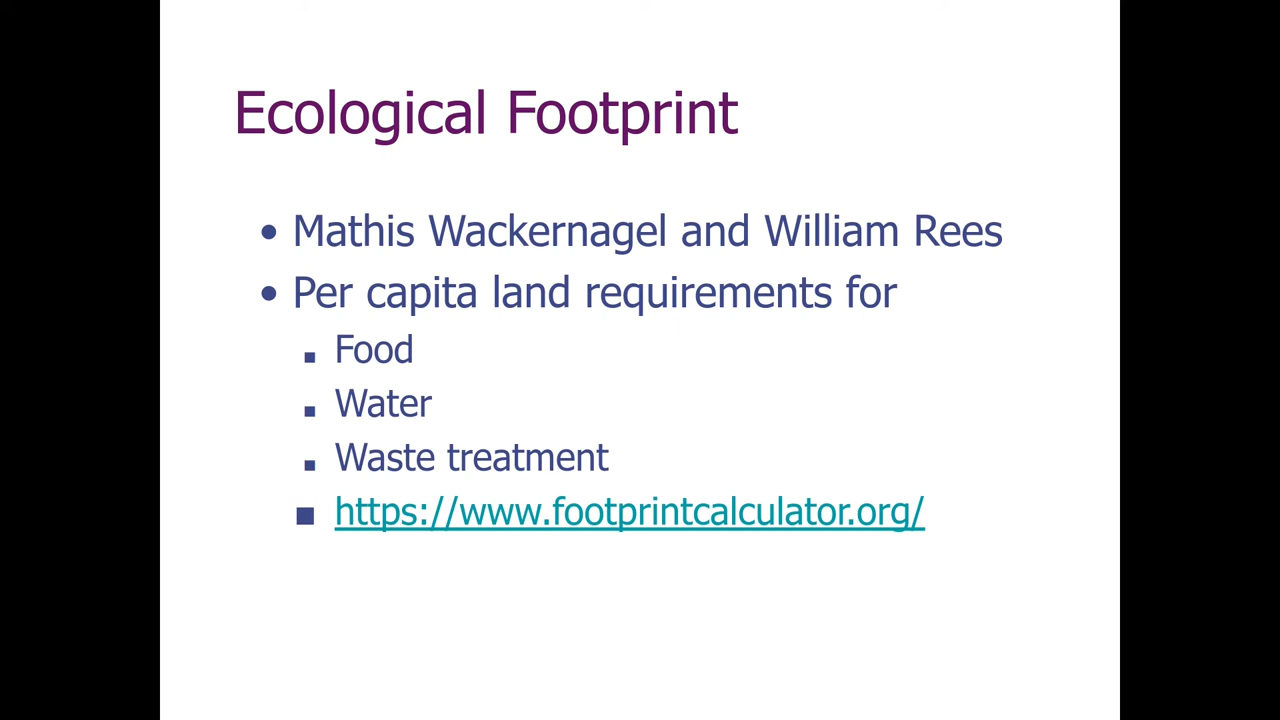 Ecological Footprint
• Mathis Wackernagel and William Rees
• Per capita land requirements for
■ Food
■ Water
■ Waste treatment
■ https://www.footprintcalculator.org/